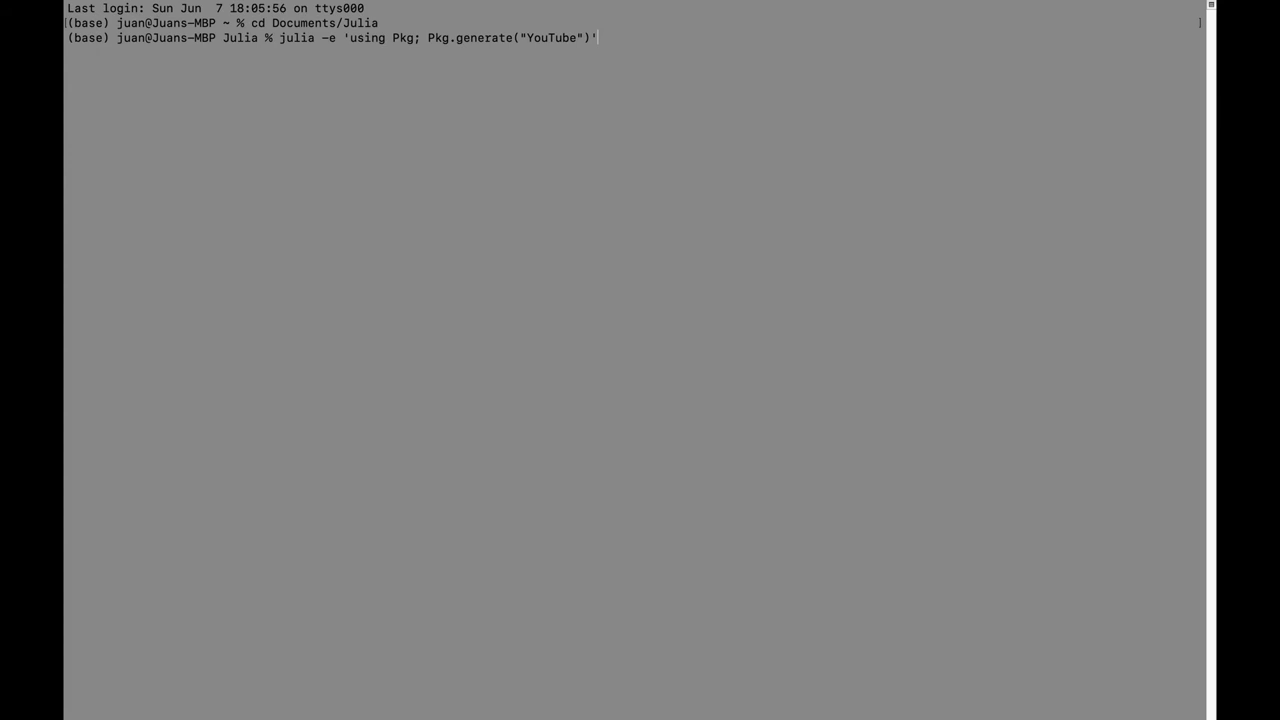 Last login: Sun Jun  7 18:05:56 on ttys000
[(base) juan@Juans-MBP ~ % cd Documents/Julia ]
(base) juan@Juans-MBP Julia % julia -e 'using Pkg; Pkg.generate("YouTube")'